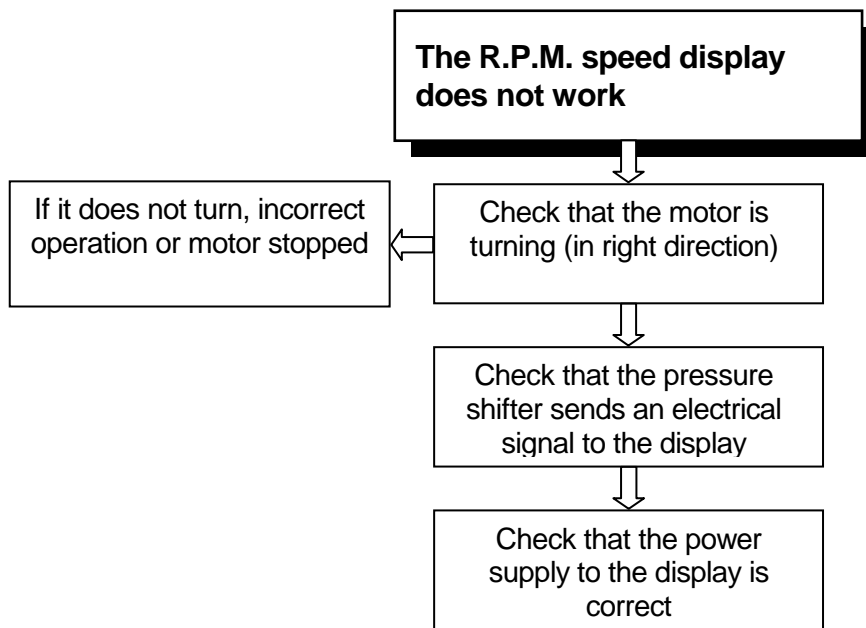 The R.P.M. speed display
does not work
If it does not turn, incorrect
operation or motor stopped
Check that the motor is
turning (in right direction)
Check that the pressure
shifter sends an electrical
signal to the display
Check that the power
supply to the display is
correct